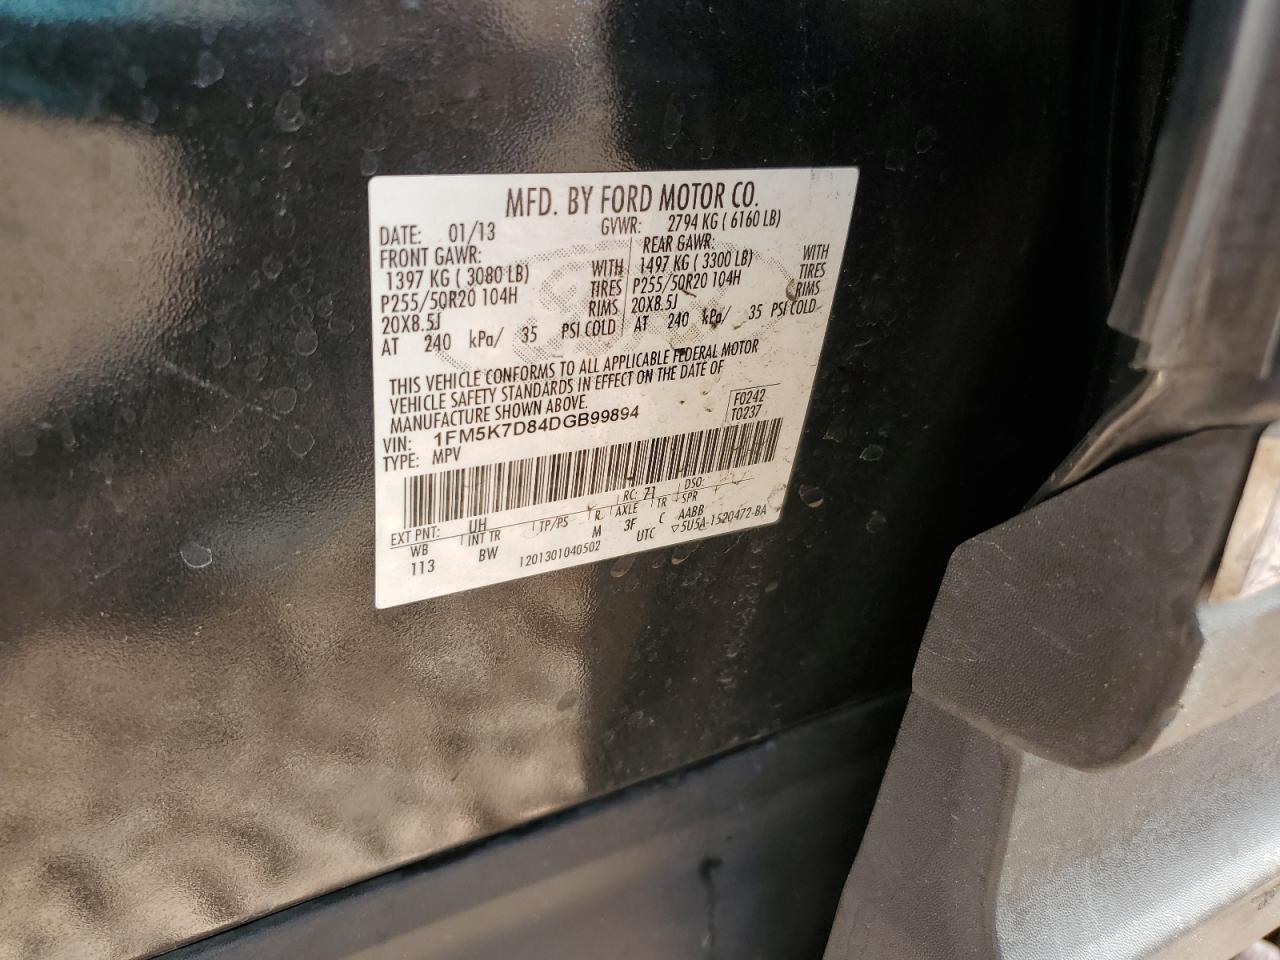 MFD. BY FORD MOTOR CO.
DATE: 01/13 GVWR: 2794 KG ( 6160 LB)
FRONT GAWR: REAR GAWR:
1397 KG ( 3080 LB) WITH 1497 KG ( 3300 LB) WITH
P255/50R20 104H TIRES P255/50R20 104H TIRES
20X8.5J RIMS 20X8.5J RIMS
AT 240 kPa/ 35 PSI COLD AT 240 kPa/ 35 PSI COLD
THIS VEHICLE CONFORMS TO ALL APPLICABLE FEDERAL MOTOR
VEHICLE SAFETY STANDARDS IN EFFECT ON THE DATE OF
MANUFACTURE SHOWN ABOVE.
VIN: 1FM5K7D84DGB99894 F0242
TYPE: MPV T0237
EXT PNT: UH RC: 71 DSO:
WB INT TR TP/PS R AXLE TR SPR
113 BW M 3F C AABB
1201301040502 UTC ▽5U5A-1520472-BA